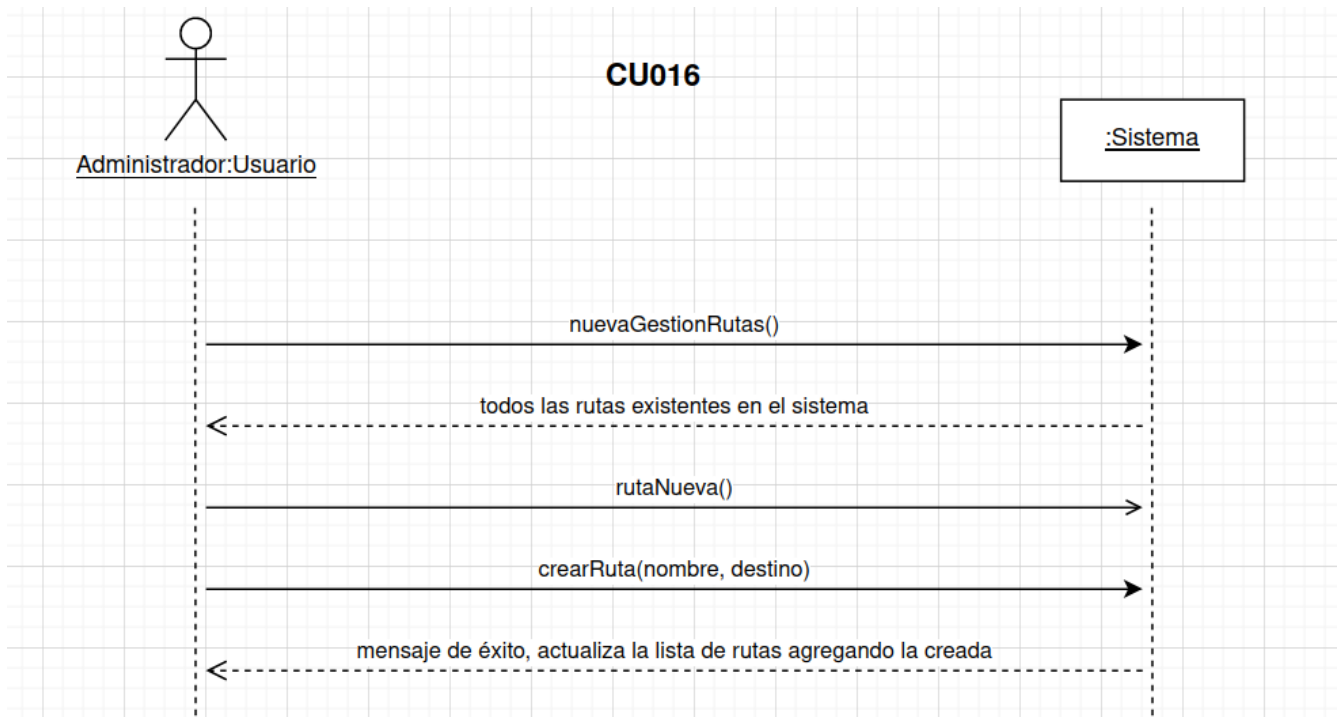 CU016
Administrador:Usuario
:Sistema
nuevaGestionRutas()
todos las rutas existentes en el sistema
rutaNueva()
crearRuta(nombre, destino)
mensaje de éxito, actualiza la lista de rutas agregando la creada